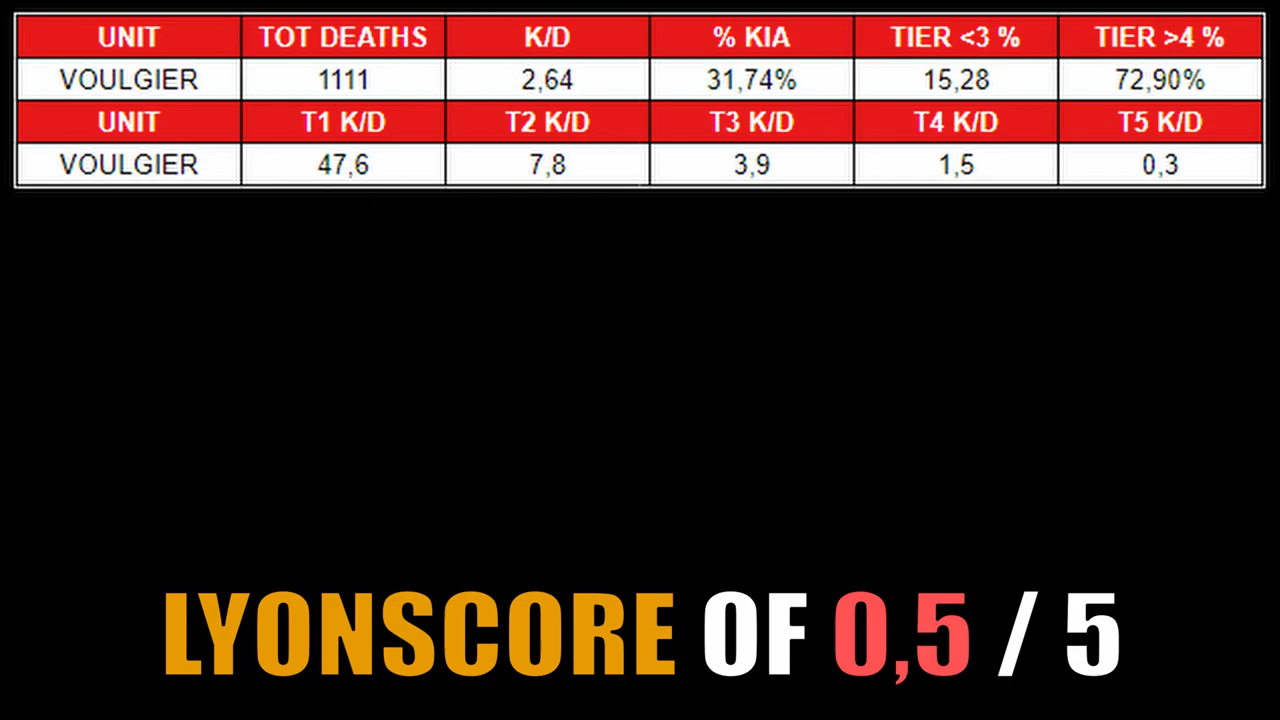 UNIT TOT DEATHS K/D % KIA TIER <3 % TIER >4 %
VOULGIER 1111 2,64 31,74% 15,28 72,90%
UNIT T1 K/D T2 K/D T3 K/D T4 K/D T5 K/D
VOULGIER 47,6 7,8 3,9 1,5 0,3
LYONSCORE OF 0,5 / 5